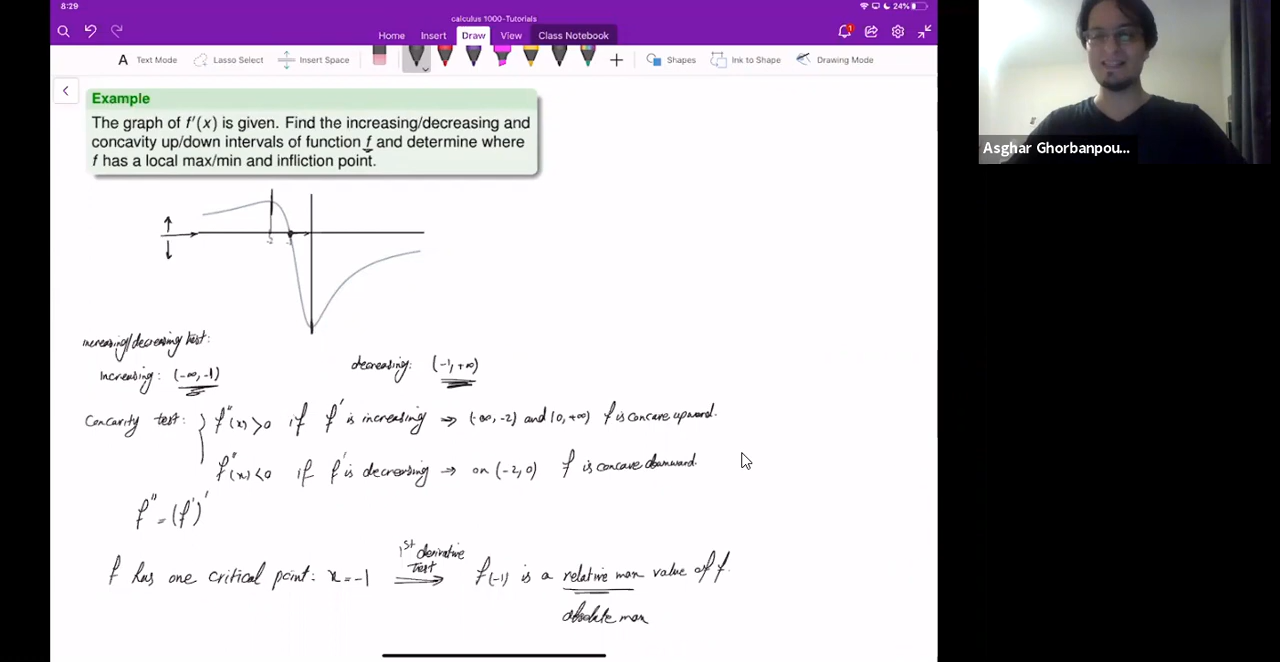 8:29
24%
calculus 1000-Tutorials
Home Insert Draw View Class Notebook
1
Text Mode Lasso Select Insert Space Shapes Ink to Shape Drawing Mode
Example
The graph of f′(x) is given. Find the increasing/decreasing and
concavity up/down intervals of function f and determine where
f has a local max/min and infliction point.
Asghar Ghorbanpou...
increasing/decreasing test:
increasing: (-∞, -1) decreasing: (-1, +∞)
Concavity test: f''(x) > 0 if f' is increasing → (-∞, -2) and (0, +∞) f is concave upward.
f''(x) < 0 if f' is decreasing → on (-2, 0) f is concave downward.
f'' = (f')'
1st derivative
test
f has one critical point: x = -1 ⟹ f(-1) is a relative max value of f.
absolute max